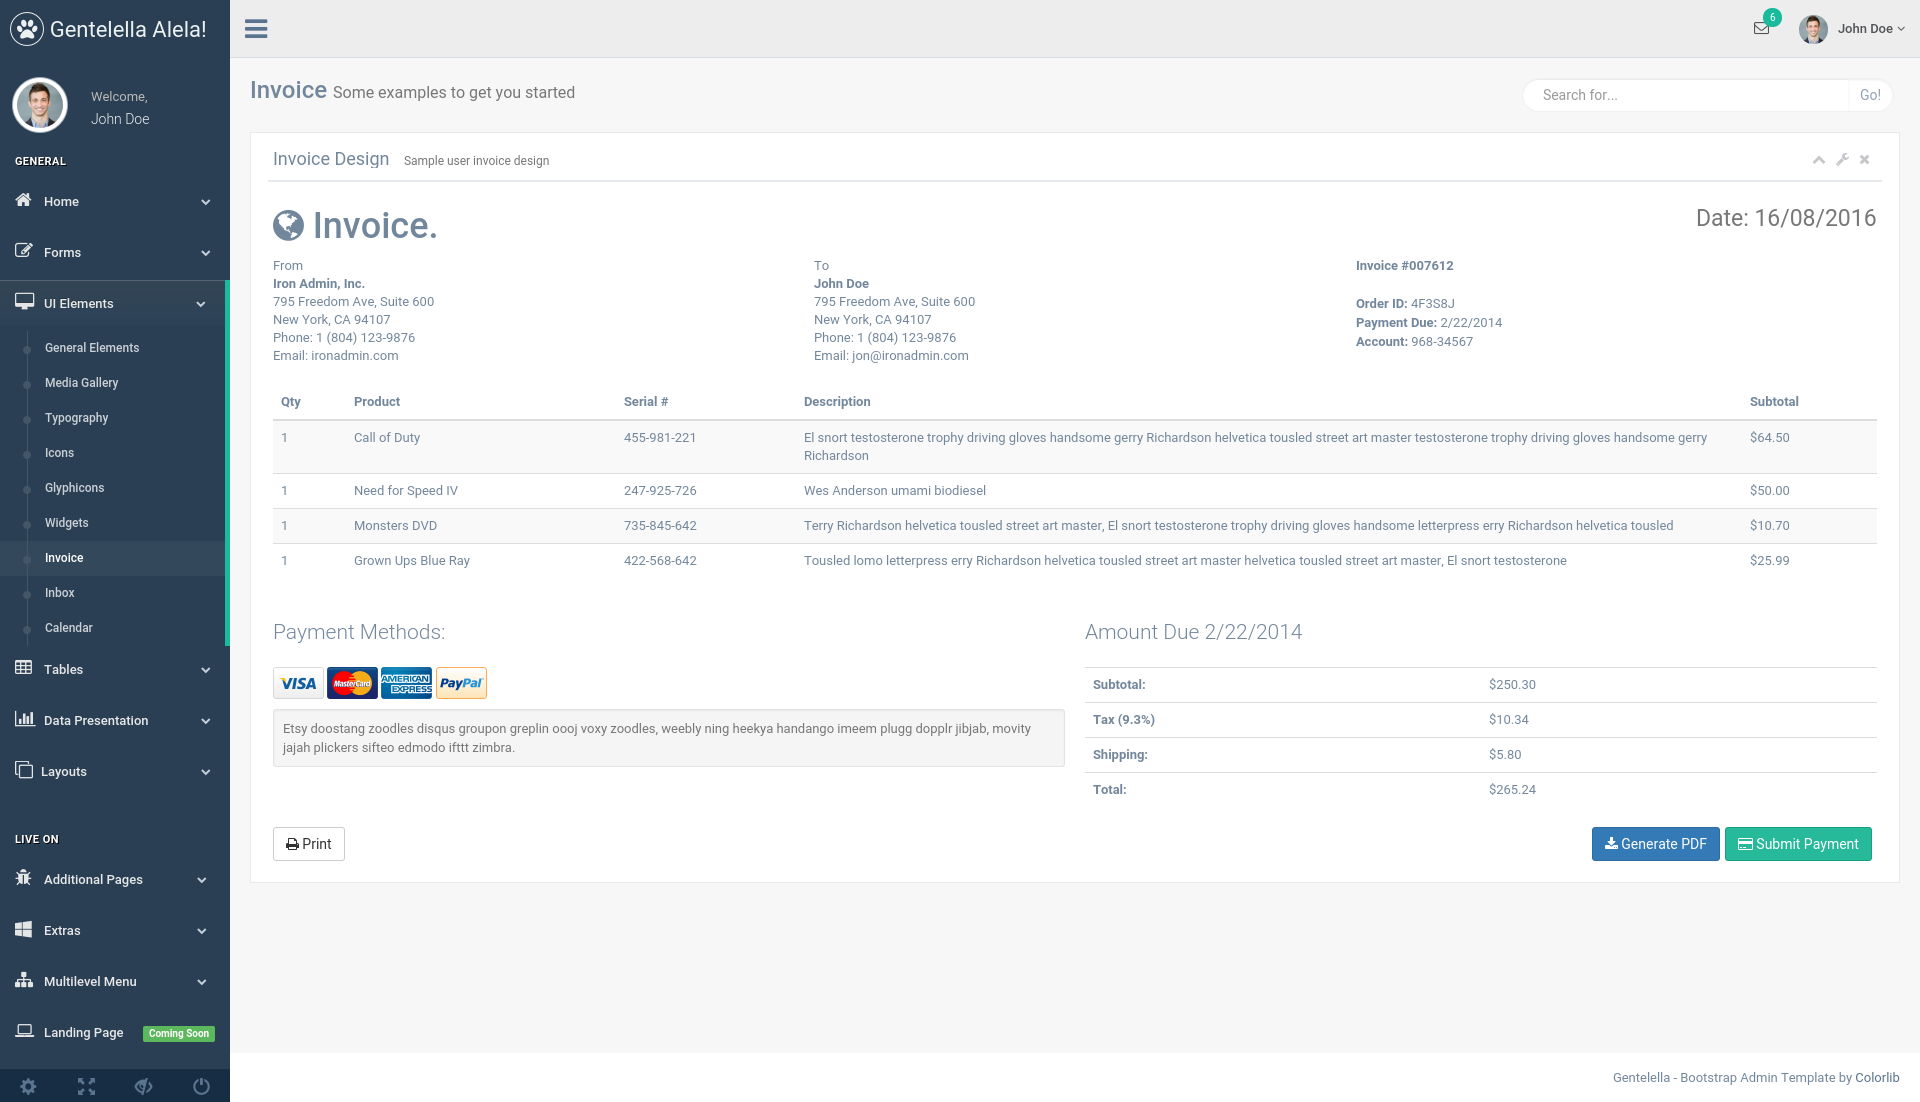 Gentelella Alela!
Welcome,
John Doe
GENERAL
Home
Forms
UI Elements
General Elements
Media Gallery
Typography
Icons
Glyphicons
Widgets
Invoice
Inbox
Calendar
Tables
Data Presentation
Layouts
LIVE ON
Additional Pages
Extras
Multilevel Menu
Landing Page Coming Soon
6
John Doe
Invoice Some examples to get you started
Search for... Go!
Invoice Design Sample user invoice design
Invoice.
Date: 16/08/2016
From
Iron Admin, Inc.
795 Freedom Ave, Suite 600
New York, CA 94107
Phone: 1 (804) 123-9876
Email: ironadmin.com
To
John Doe
795 Freedom Ave, Suite 600
New York, CA 94107
Phone: 1 (804) 123-9876
Email: jon@ironadmin.com
Invoice #007612
Order ID: 4F3S8J
Payment Due: 2/22/2014
Account: 968-34567
Qty Product Serial # Description Subtotal
1 Call of Duty 455-981-221 El snort testosterone trophy driving gloves handsome gerry Richardson helvetica tousled street art master testosterone trophy driving gloves handsome gerry $64.50
Richardson
1 Need for Speed IV 247-925-726 Wes Anderson umami biodiesel $50.00
1 Monsters DVD 735-845-642 Terry Richardson helvetica tousled street art master, El snort testosterone trophy driving gloves handsome letterpress erry Richardson helvetica tousled $10.70
1 Grown Ups Blue Ray 422-568-642 Tousled lomo letterpress erry Richardson helvetica tousled street art master helvetica tousled street art master, El snort testosterone $25.99
Payment Methods:
VISA MasterCard AMERICAN EXPRESS PayPal
Etsy doostang zoodles disqus groupon greplin oooj voxy zoodles, weebly ning heekya handango imeem plugg dopplr jibjab, movity
jajah plickers sifteo edmodo ifttt zimbra.
Amount Due 2/22/2014
Subtotal: $250.30
Tax (9.3%) $10.34
Shipping: $5.80
Total: $265.24
Print
Generate PDF
Submit Payment
Gentelella - Bootstrap Admin Template by Colorlib